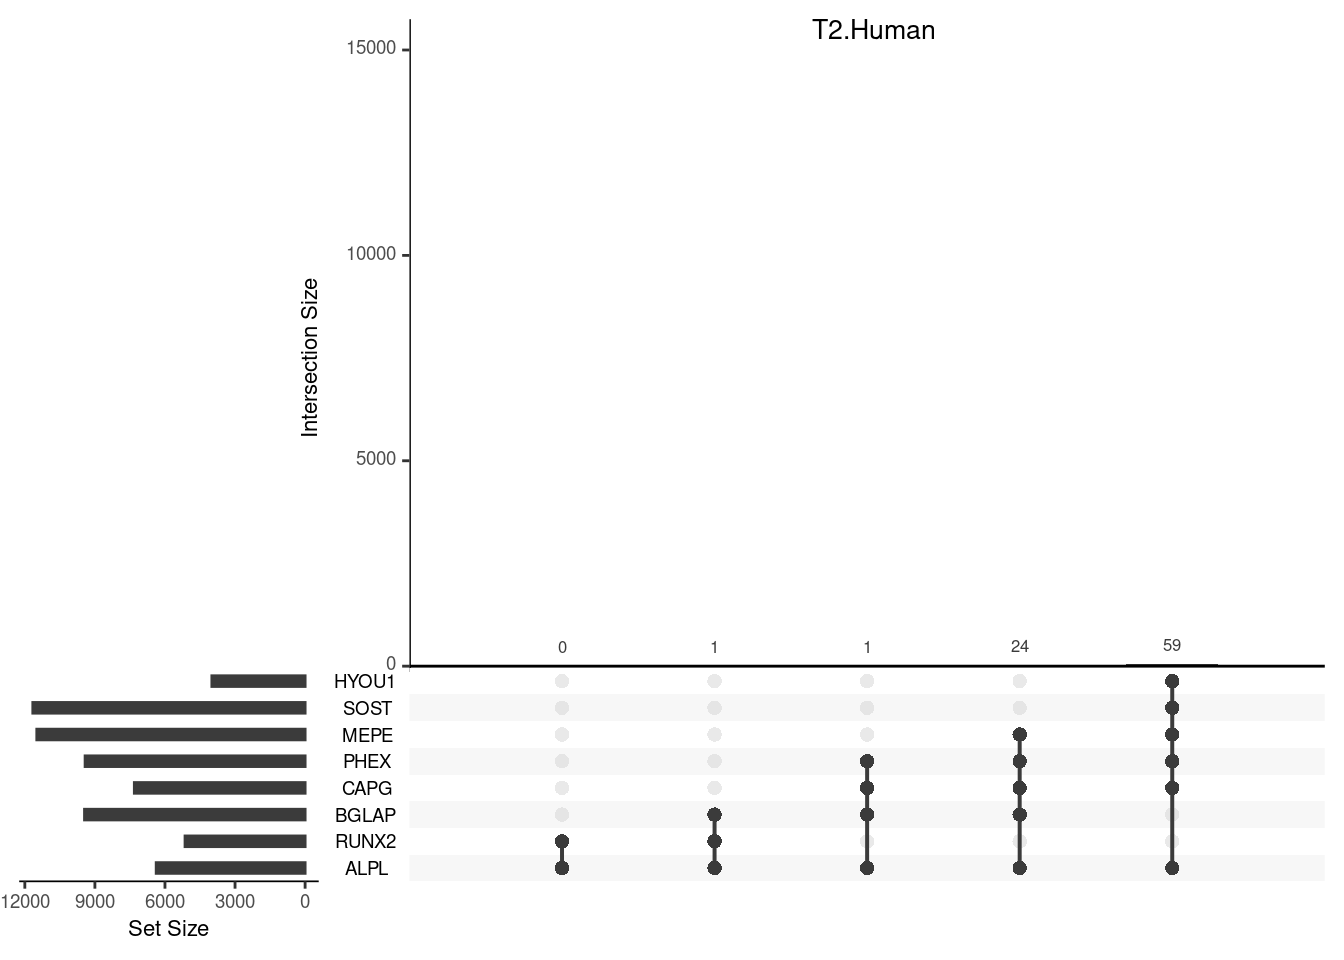 T2.Human
15000
10000
5000
0
Intersection Size
0 1 1 24 59
HYOU1
SOST
MEPE
PHEX
CAPG
BGLAP
RUNX2
ALPL
12000 9000 6000 3000 0
Set Size